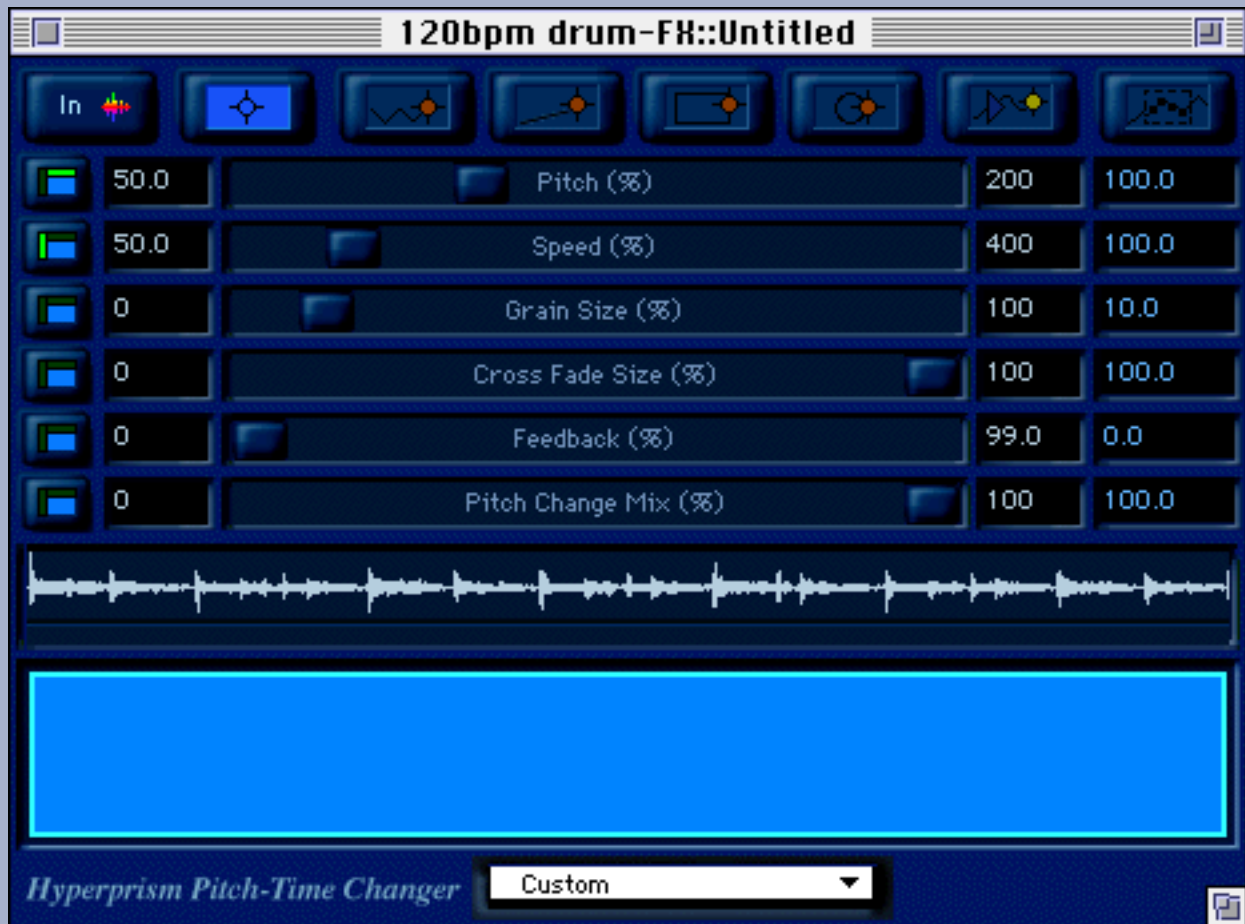 120bpm drum-FX::Untitled
In
50.0 Pitch (%) 200 100.0
50.0 Speed (%) 400 100.0
0 Grain Size (%) 100 10.0
0 Cross Fade Size (%) 100 100.0
0 Feedback (%) 99.0 0.0
0 Pitch Change Mix (%) 100 100.0
Hyperprism Pitch-Time Changer Custom